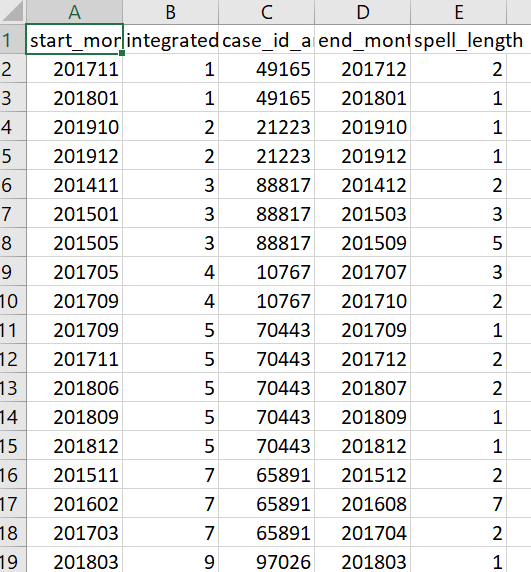 A B C D E
1 start_mor integrated case_id_a end_mont spell_length
2 201711 1 49165 201712 2
3 201801 1 49165 201801 1
4 201910 2 21223 201910 1
5 201912 2 21223 201912 1
6 201411 3 88817 201412 2
7 201501 3 88817 201503 3
8 201505 3 88817 201509 5
9 201705 4 10767 201707 3
10 201709 4 10767 201710 2
11 201709 5 70443 201709 1
12 201711 5 70443 201712 2
13 201806 5 70443 201807 2
14 201809 5 70443 201809 1
15 201812 5 70443 201812 1
16 201511 7 65891 201512 2
17 201602 7 65891 201608 7
18 201703 7 65891 201704 2
19 201803 9 97026 201803 1